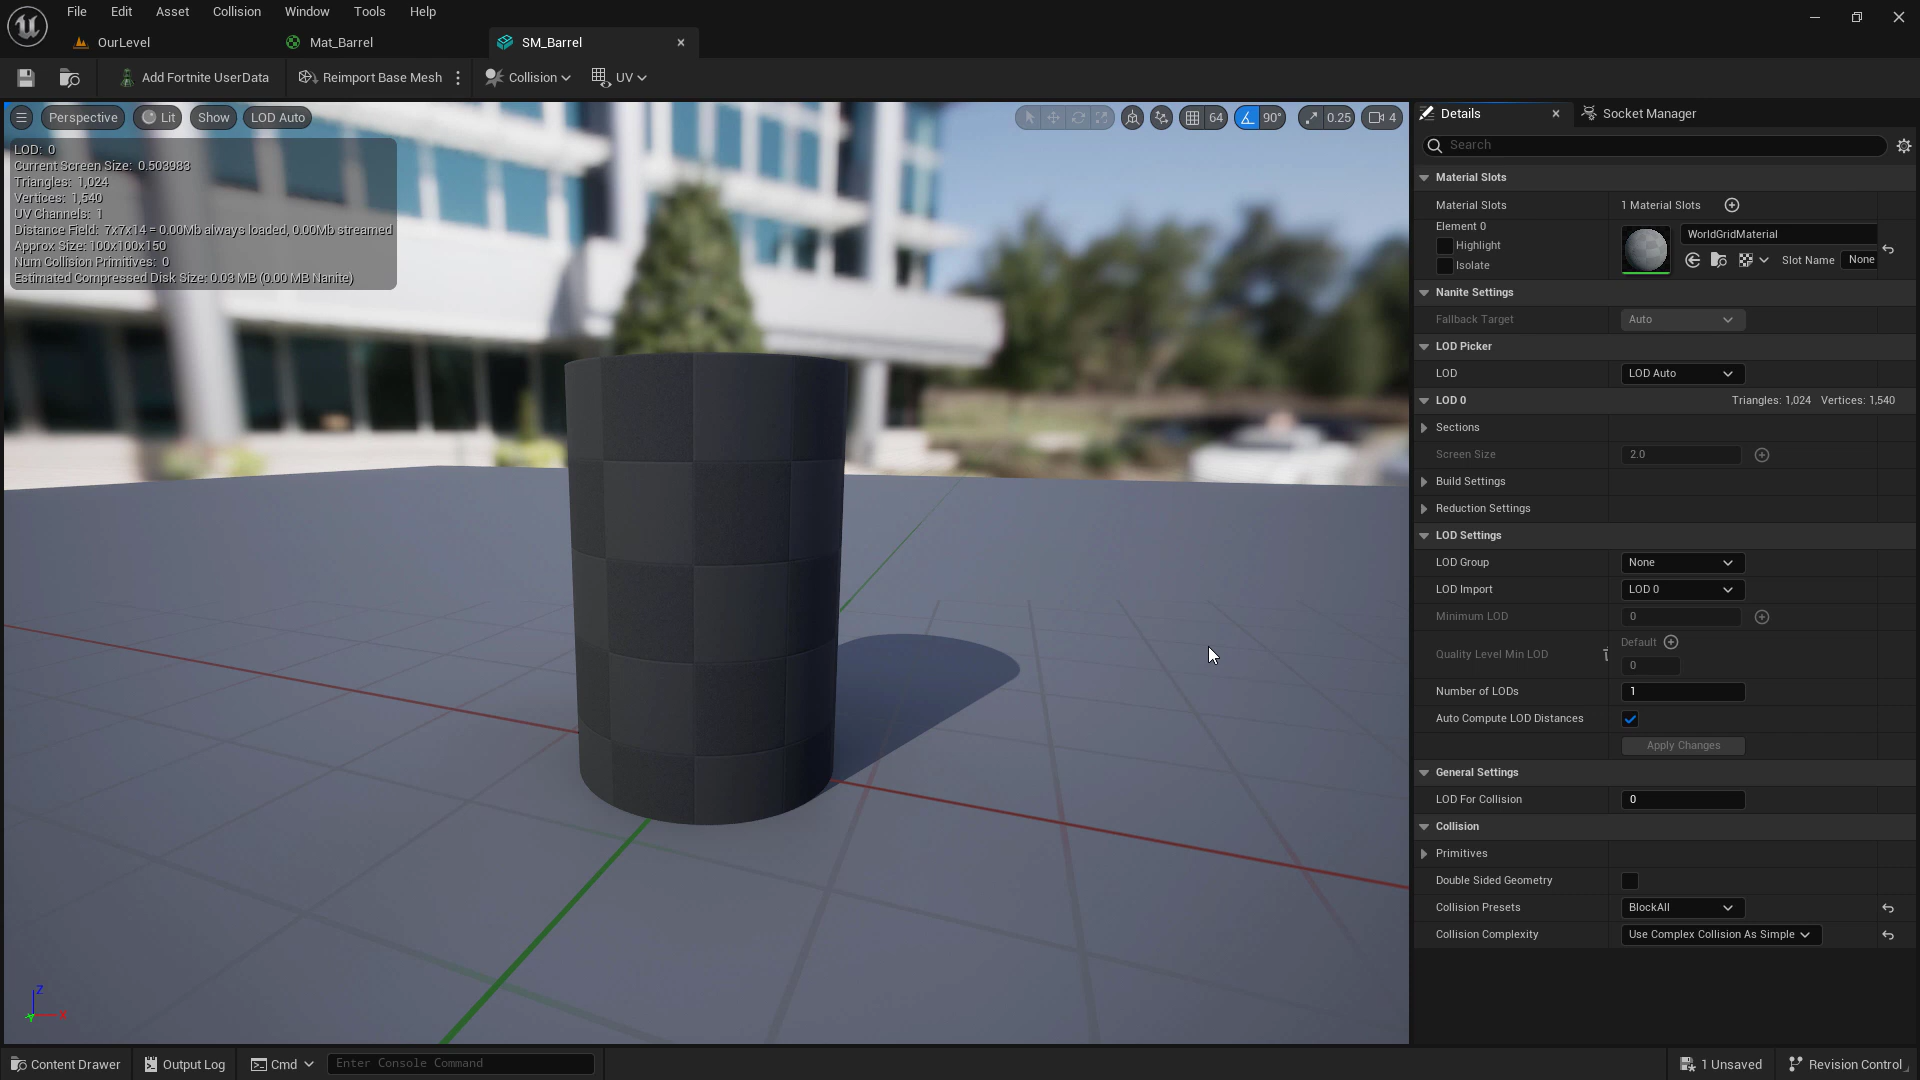 File Edit Asset Collision Window Tools Help
OurLevel Mat_Barrel SM_Barrel
Add Fortnite UserData Reimport Base Mesh Collision UV
Perspective Lit Show LOD Auto 64 90° 0.25 4
LOD: 0
Current Screen Size: 0.503983
Triangles: 1,024
Vertices: 1,540
UV Channels: 1
Distance Field: 7x7x14 = 0.00Mb always loaded, 0.00Mb streamed
Approx Size: 100x100x150
Num Collision Primitives: 0
Estimated Compressed Disk Size: 0.03 MB (0.00 MB Nanite)
Z
X
Y
Details Socket Manager
Search
Material Slots
Material Slots 1 Material Slots
Element 0
Highlight
Isolate
WorldGridMaterial
Slot Name None
Nanite Settings
Fallback Target Auto
LOD Picker
LOD LOD Auto
LOD 0 Triangles: 1,024 Vertices: 1,540
Sections
Screen Size 2.0
Build Settings
Reduction Settings
LOD Settings
LOD Group None
LOD Import LOD 0
Minimum LOD 0
Quality Level Min LOD Default
0
Number of LODs 1
Auto Compute LOD Distances
Apply Changes
General Settings
LOD For Collision 0
Collision
Primitives
Double Sided Geometry
Collision Presets BlockAll
Collision Complexity Use Complex Collision As Simple
Content Drawer Output Log Cmd Enter Console Command 1 Unsaved Revision Control